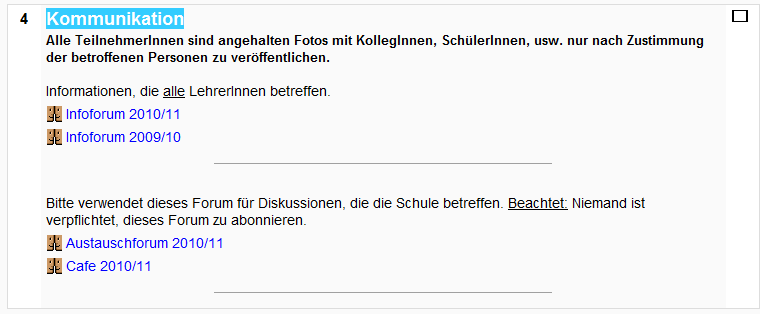 4 Kommunikation
Alle TeilnehmerInnen sind angehalten Fotos mit KollegInnen, SchülerInnen, usw. nur nach Zustimmung
der betroffenen Personen zu veröffentlichen.
Informationen, die alle LehrerInnen betreffen.
Infoforum 2010/11
Infoforum 2009/10
Bitte verwendet dieses Forum für Diskussionen, die die Schule betreffen. Beachtet: Niemand ist
verpflichtet, dieses Forum zu abonnieren.
Austauschforum 2010/11
Cafe 2010/11